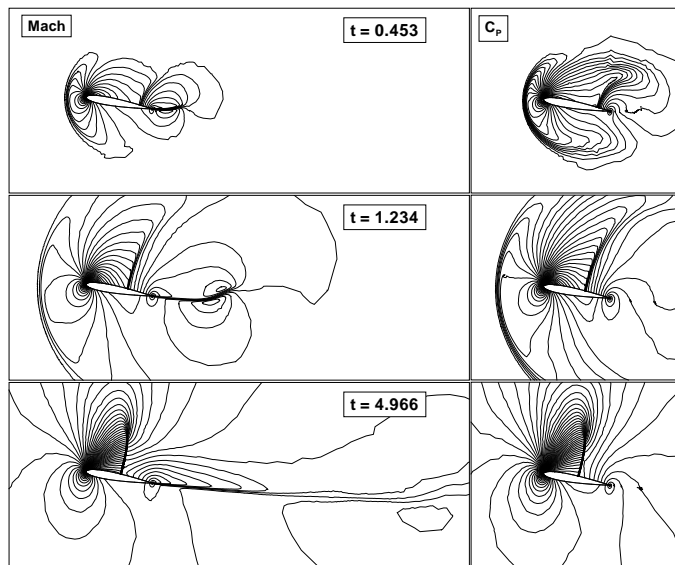 Mach
t = 0.453
C_P
t = 1.234
t = 4.966